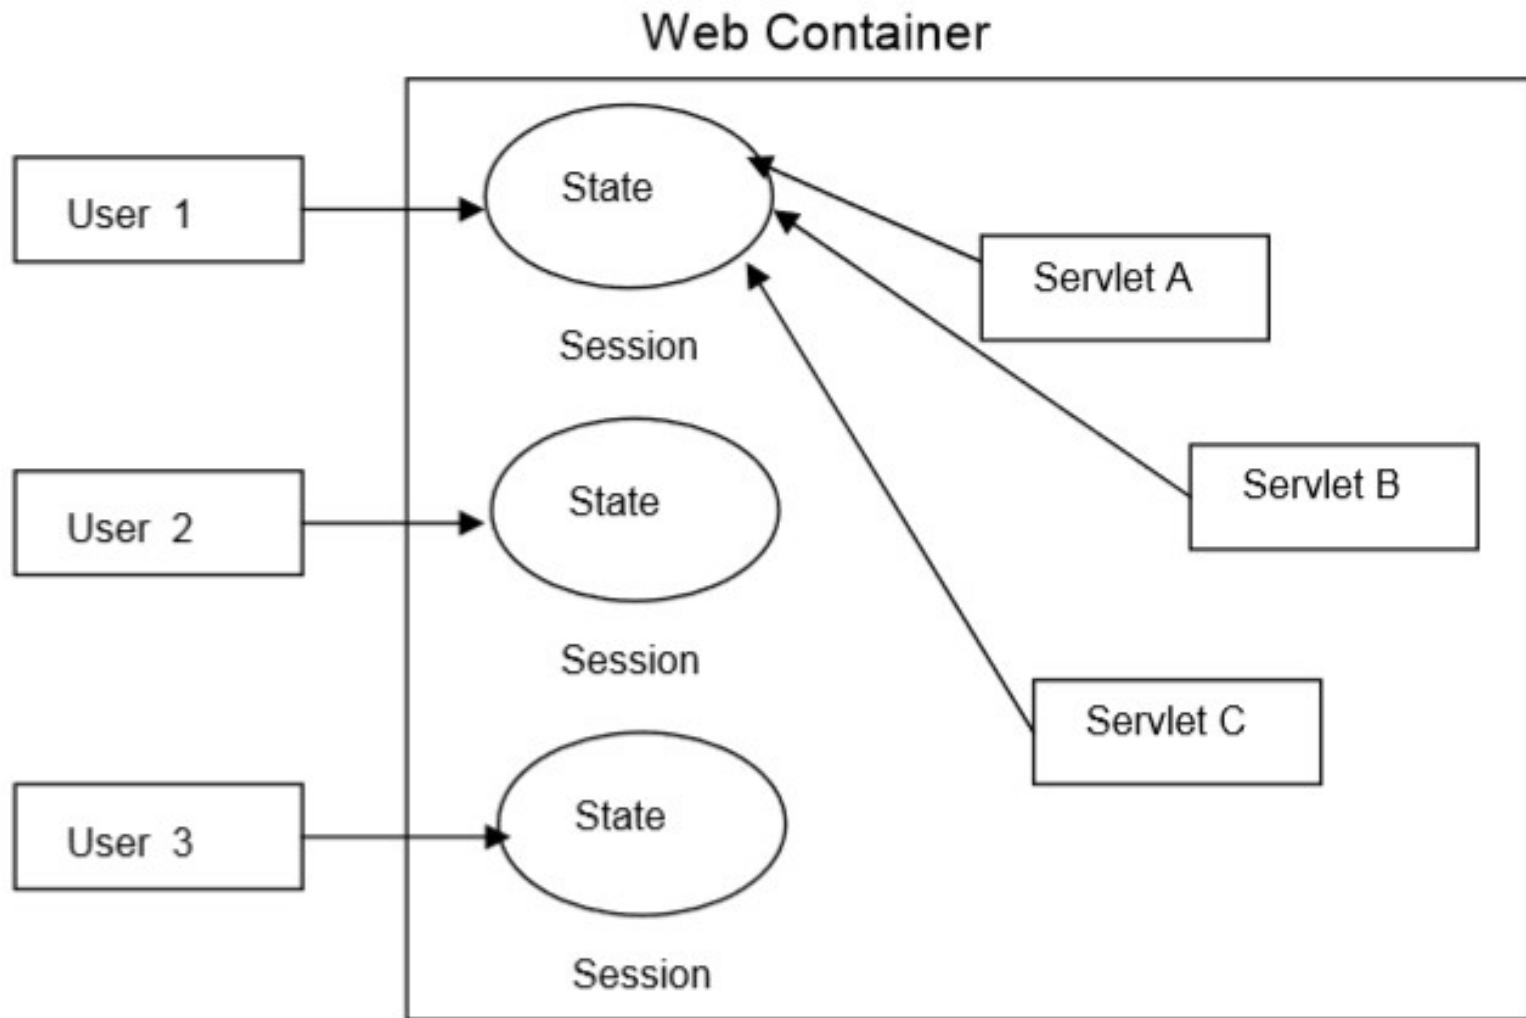 Web Container
User 1
State
Servlet A
Session
User 2
State
Servlet B
Session
Servlet C
User 3
State
Session